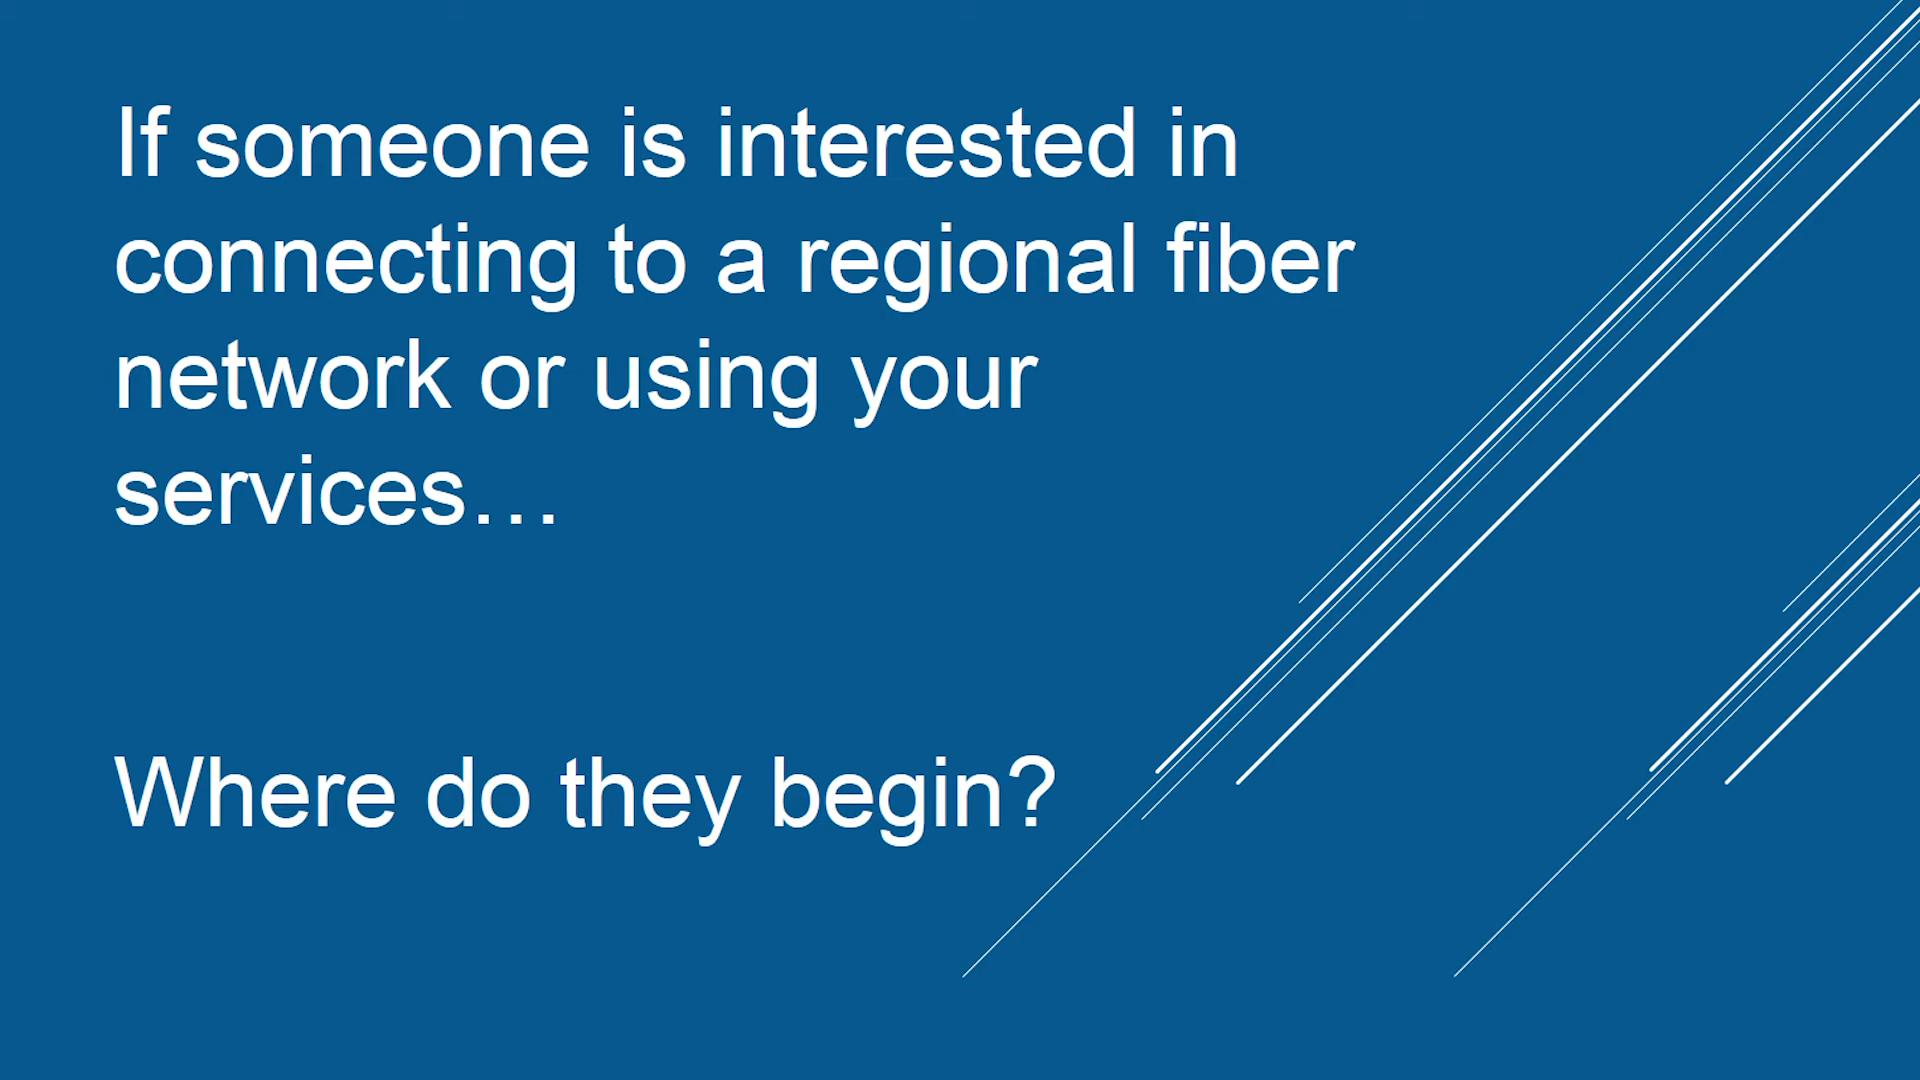 If someone is interested in
connecting to a regional fiber
network or using your
services…
Where do they begin?